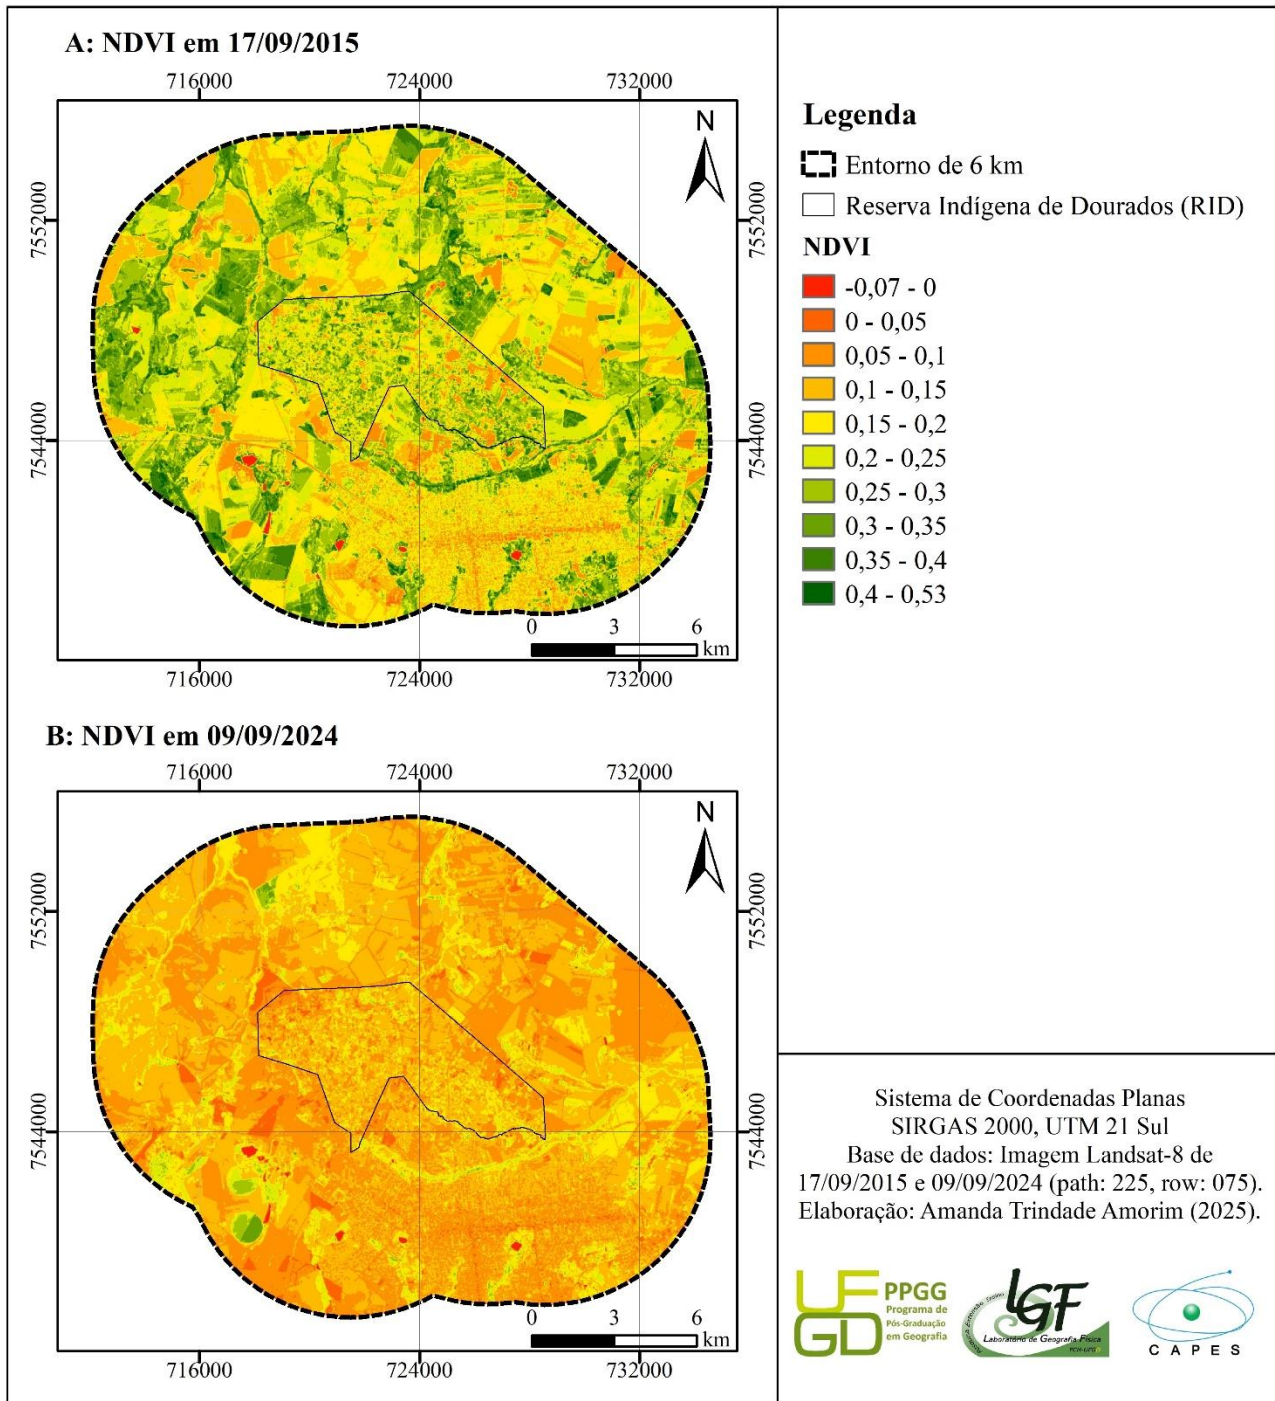 A: NDVI em 17/09/2015
716000
724000
732000
N
7552000
7552000
7544000
7544000
0
3
6
km
716000
724000
732000
B: NDVI em 09/09/2024
716000
724000
732000
N
7552000
7552000
7544000
7544000
0
3
6
km
716000
724000
732000
Legenda
Entorno de 6 km
Reserva Indígena de Dourados (RID)
NDVI
-0,07 - 0
0 - 0,05
0,05 - 0,1
0,1 - 0,15
0,15 - 0,2
0,2 - 0,25
0,25 - 0,3
0,3 - 0,35
0,35 - 0,4
0,4 - 0,53
Sistema de Coordenadas Planas
SIRGAS 2000, UTM 21 Sul
Base de dados: Imagem Landsat-8 de
17/09/2015 e 09/09/2024 (path: 225, row: 075).
Elaboração: Amanda Trindade Amorim (2025).
UF
GD
PPGG
Programa de
Pós-Graduação
em Geografia
LGF
Laboratório de Geografia Física
CAPES